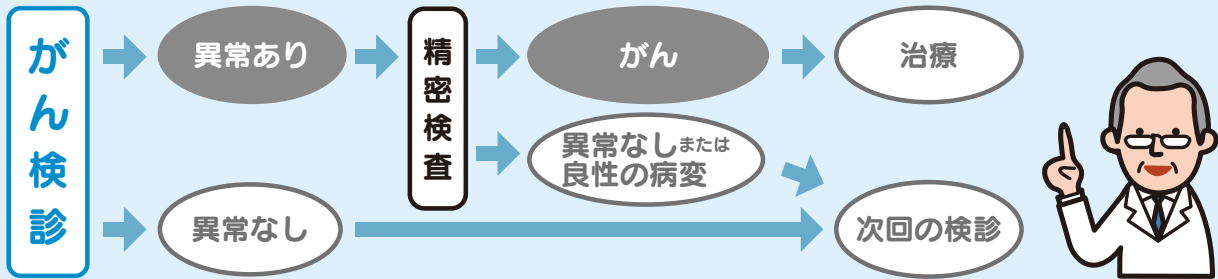 がん検診
異常あり
精密検査
がん
治療
異常なしまたは
良性の病変
異常なし
次回の検診